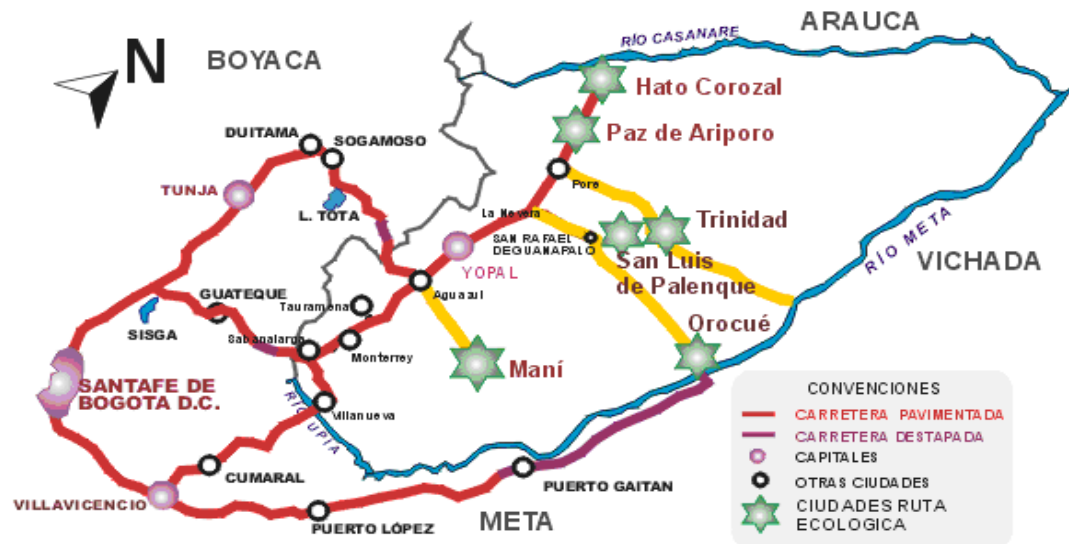 ARAUCA
RÍO CASANARE
N
BOYACA
Hato Corozal
Paz de Ariporo
DUITAMA
SOGAMOSO
Pore
TUNJA
L. TOTA
La Nevera
Trinidad
SAN RAFAEL
DEGUANAPALO
RÍO META
YOPAL
San Luis
de Palenque
VICHADA
Aguazul
GUATEQUE
Tauramena
Orocué
SISGA
Sabanalarga
Monterrey
Maní
SANTAFE DE
BOGOTA D.C.
RÍO UPIA
Villanueva
CONVENCIONES
CARRETERA PAVIMENTADA
CARRETERA DESTAPADA
CAPITALES
OTRAS CIUDADES
CIUDADES RUTA
ECOLOGICA
CUMARAL
PUERTO GAITAN
VILLAVICENCIO
PUERTO LÓPEZ
META